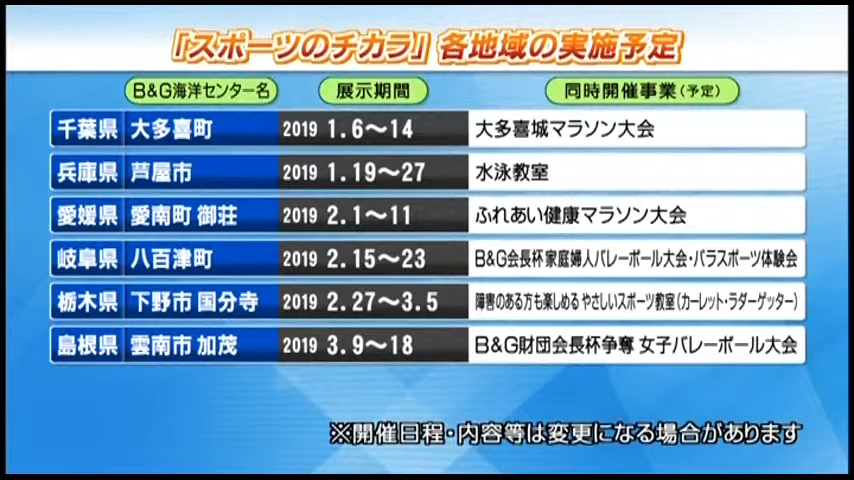 「スポーツのチカラ」各地域の実施予定
B&G海洋センター名 展示期間 同時開催事業(予定)
千葉県 大多喜町 2019 1.6〜14 大多喜城マラソン大会
兵庫県 芦屋市 2019 1.19〜27 水泳教室
愛媛県 愛南町 御荘 2019 2.1〜11 ふれあい健康マラソン大会
岐阜県 八百津町 2019 2.15〜23 B&G会長杯 家庭婦人バレーボール大会・パラスポーツ体験会
栃木県 下野市 国分寺 2019 2.27〜3.5 障害のある方も楽しめる やさしいスポーツ教室(カーレット・ラダーゲッター)
島根県 雲南市 加茂 2019 3.9〜18 B&G財団会長杯争奪 女子バレーボール大会
※開催日程・内容等は変更になる場合があります